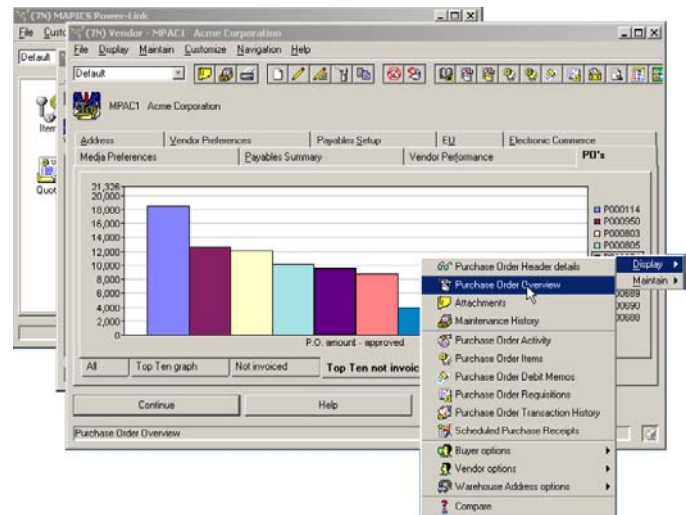 (7N) MAPICS Power-Link
File
Default
(7N) Vendor - MPAC1 Acme Corporation
File Display Maintain Customize Navigation Help
Default
MPAC1 Acme Corporation
Address Vendor Preferences Payables Setup EU Electronic Commerce
Media Preferences Payables Summary Vendor Performance PO's
21,326
20,000
18,000
16,000
14,000
12,000
10,000
8,000
6,000
4,000
2,000
0
P.O. amount - approved
P000114
P000950
P000803
P000805
All Top Ten graph Not invoiced Top Ten not invoic
Continue Help
Purchase Order Overview
Display
Maintain
Purchase Order Header details
Purchase Order Overview
Attachments
Maintenance History
Purchase Order Activity
Purchase Order Items
Purchase Order Debit Memos
Purchase Order Requisitions
Purchase Order Transaction History
Scheduled Purchase Receipts
Buyer options
Vendor options
Warehouse Address options
Compare